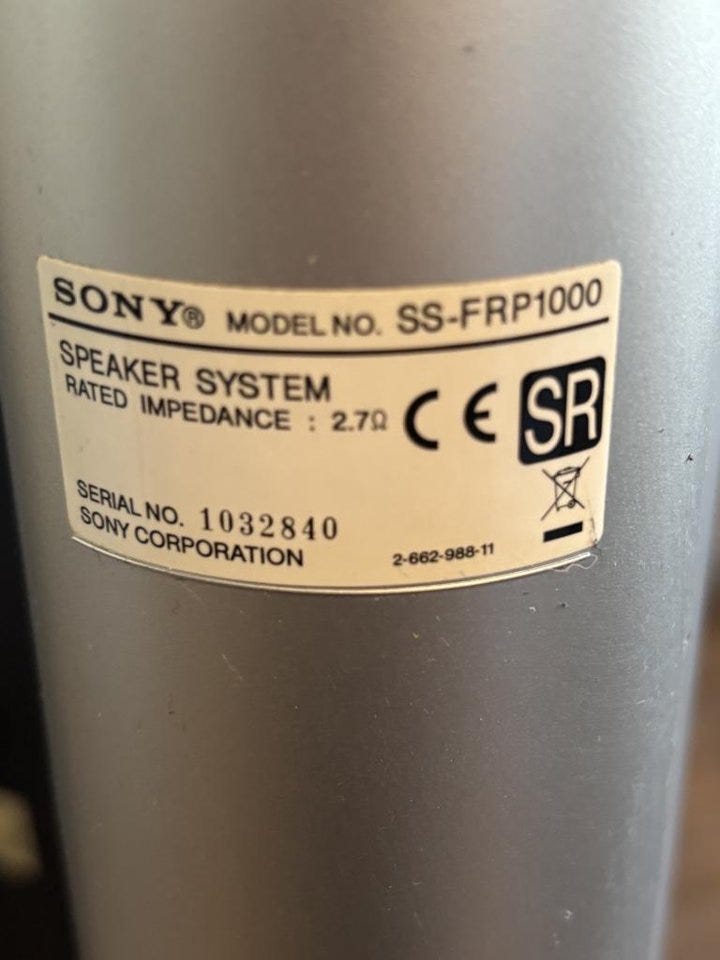 SONY® MODEL NO. SS-FRP1000
SPEAKER SYSTEM
RATED IMPEDANCE : 2.7Ω
CE SR
SERIAL NO. 1032840
SONY CORPORATION
2-662-988-11